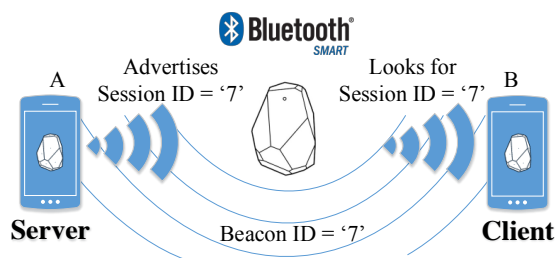 Bluetooth®
SMART
A
Advertises
Session ID = ‘7’
Looks for
Session ID = ‘7’
B
Server
Beacon ID = ‘7’
Client